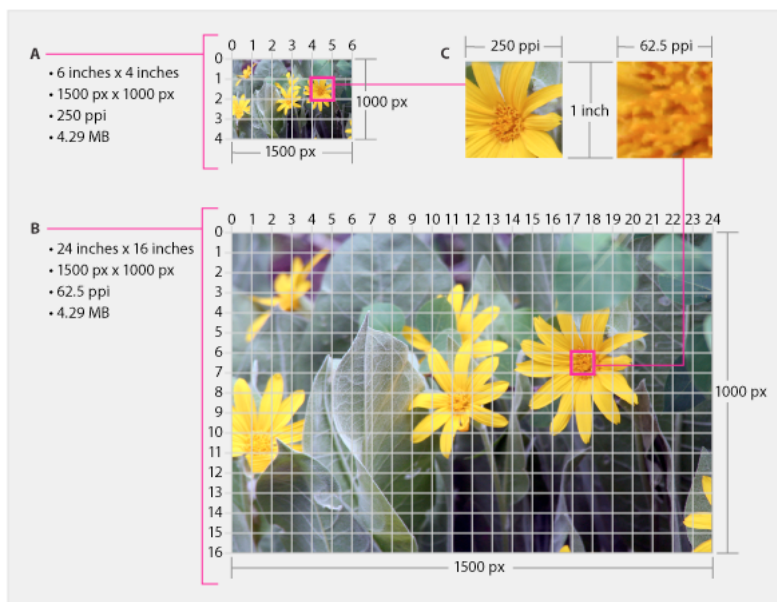 A
• 6 inches x 4 inches
• 1500 px x 1000 px
• 250 ppi
• 4.29 MB
0 1 2 3 4 5 6
0
1
2
3
4
1000 px
1500 px
C
250 ppi
62.5 ppi
1 inch
B
• 24 inches x 16 inches
• 1500 px x 1000 px
• 62.5 ppi
• 4.29 MB
0 1 2 3 4 5 6 7 8 9 10 11 12 13 14 15 16 17 18 19 20 21 22 23 24
0
1
2
3
4
5
6
7
8
9
10
11
12
13
14
15
16
1000 px
1500 px